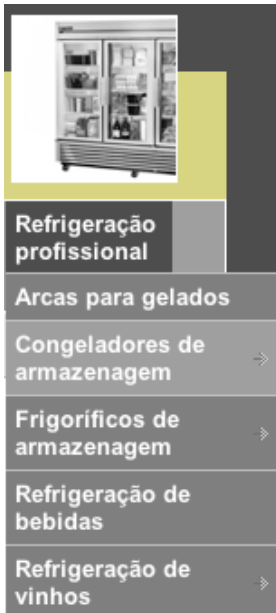 Refrigeração
profissional
Arcas para gelados
Congeladores de
armazenagem
Frigoríficos de
armazenagem
Refrigeração de
bebidas
Refrigeração de
vinhos